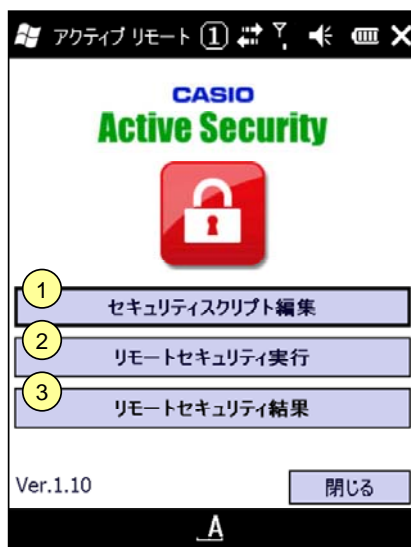 アクティブ リモート 1
CASIO
Active Security
1
セキュリティスクリプト編集
2
リモートセキュリティ実行
3
リモートセキュリティ結果
Ver.1.10
閉じる
A